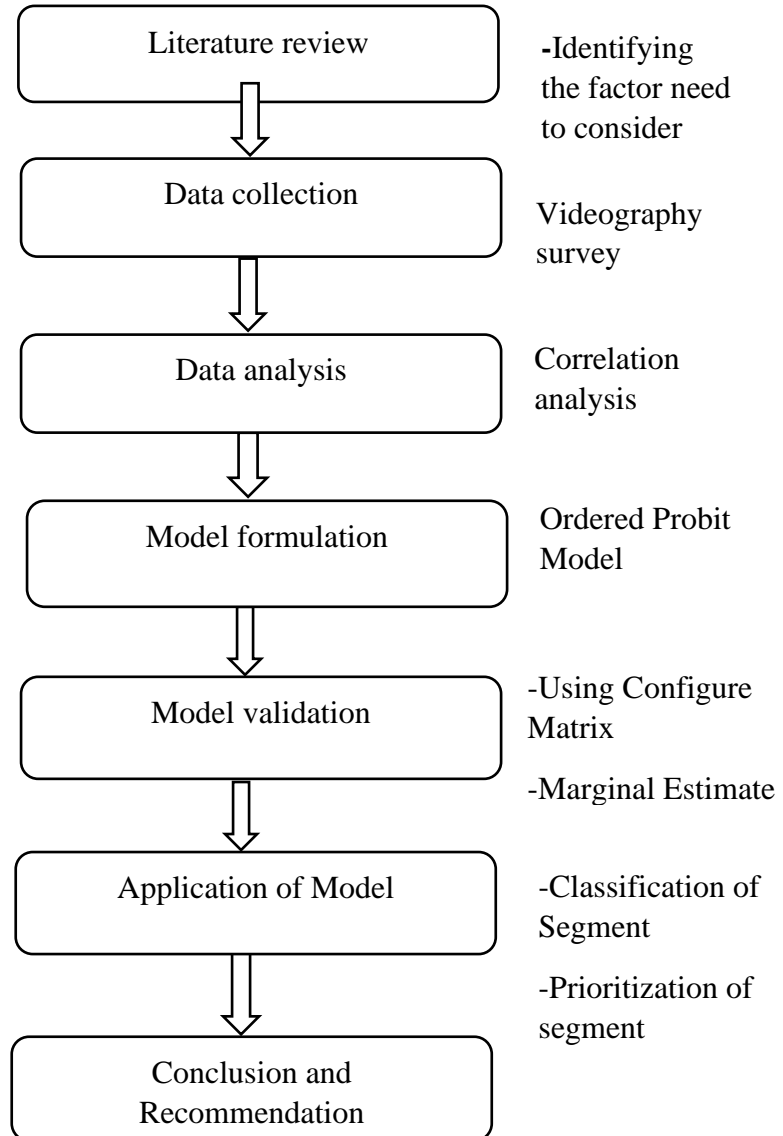 Literature review
-Identifying
the factor need
to consider
Data collection
Videography
survey
Data analysis
Correlation
analysis
Model formulation
Ordered Probit
Model
Model validation
-Using Configure
Matrix
-Marginal Estimate
Application of Model
-Classification of
Segment
-Prioritization of
segment
Conclusion and
Recommendation